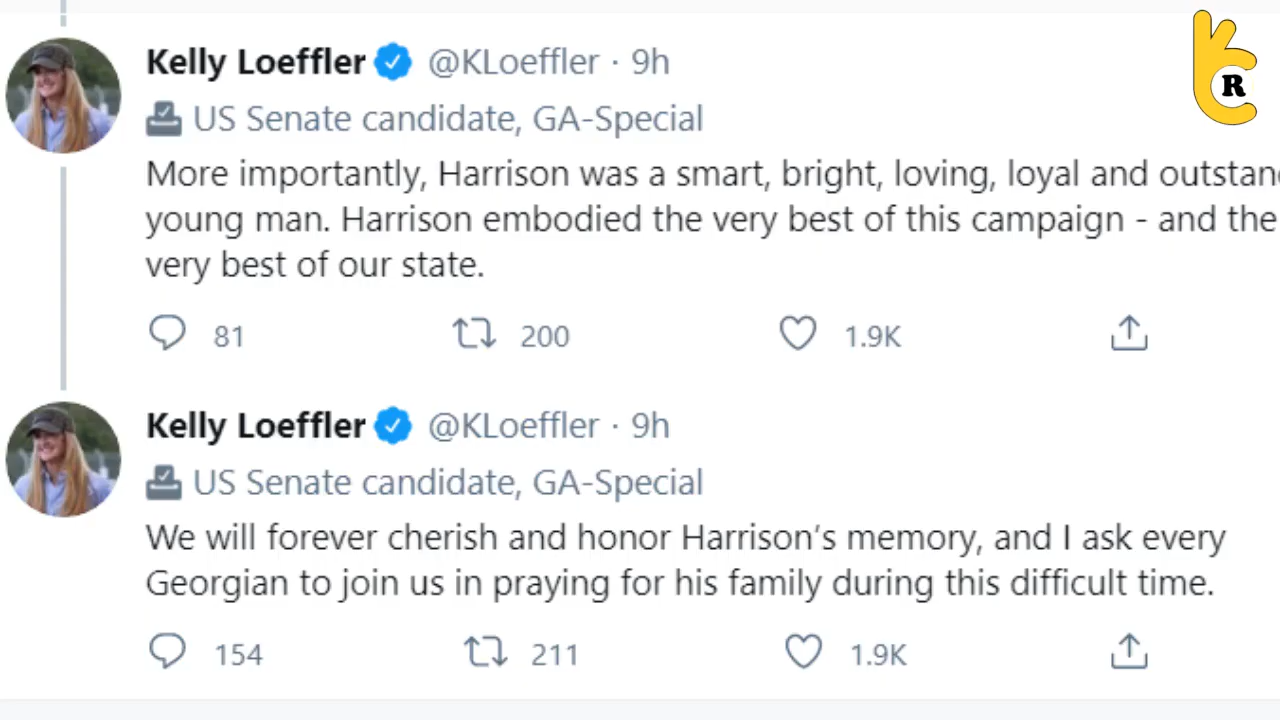 Kelly Loeffler @KLoeffler · 9h
US Senate candidate, GA-Special
More importantly, Harrison was a smart, bright, loving, loyal and outstan
young man. Harrison embodied the very best of this campaign - and the
very best of our state.
81 200 1.9K
Kelly Loeffler @KLoeffler · 9h
US Senate candidate, GA-Special
We will forever cherish and honor Harrison's memory, and I ask every
Georgian to join us in praying for his family during this difficult time.
154 211 1.9K
R